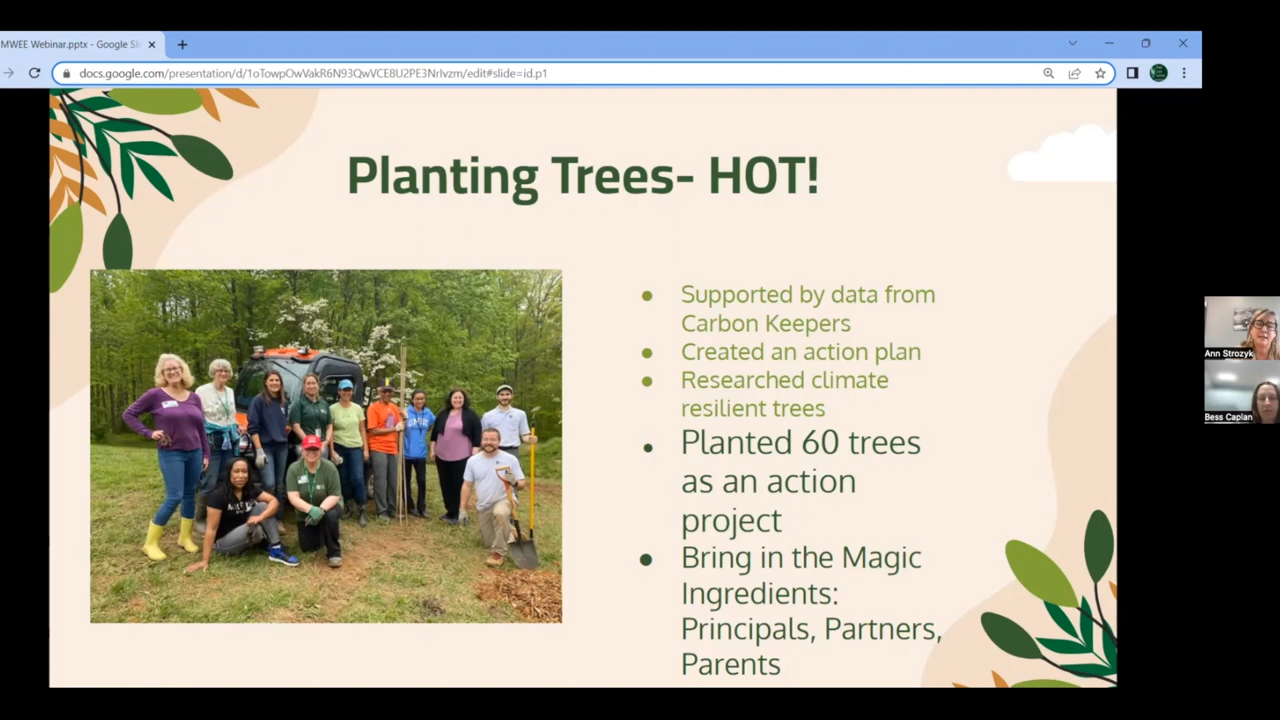 MWEE Webinar.pptx - Google Sl
docs.google.com/presentation/d/1oTowpOwVakR6N93QwVCE8U2PE3NrIvzm/edit#slide=id.p1
Planting Trees- HOT!
Supported by data from
Carbon Keepers
Created an action plan
Researched climate
resilient trees
Planted 60 trees
as an action
project
Bring in the Magic
Ingredients:
Principals, Partners,
Parents
Ann Strozyk
Bess Caplan